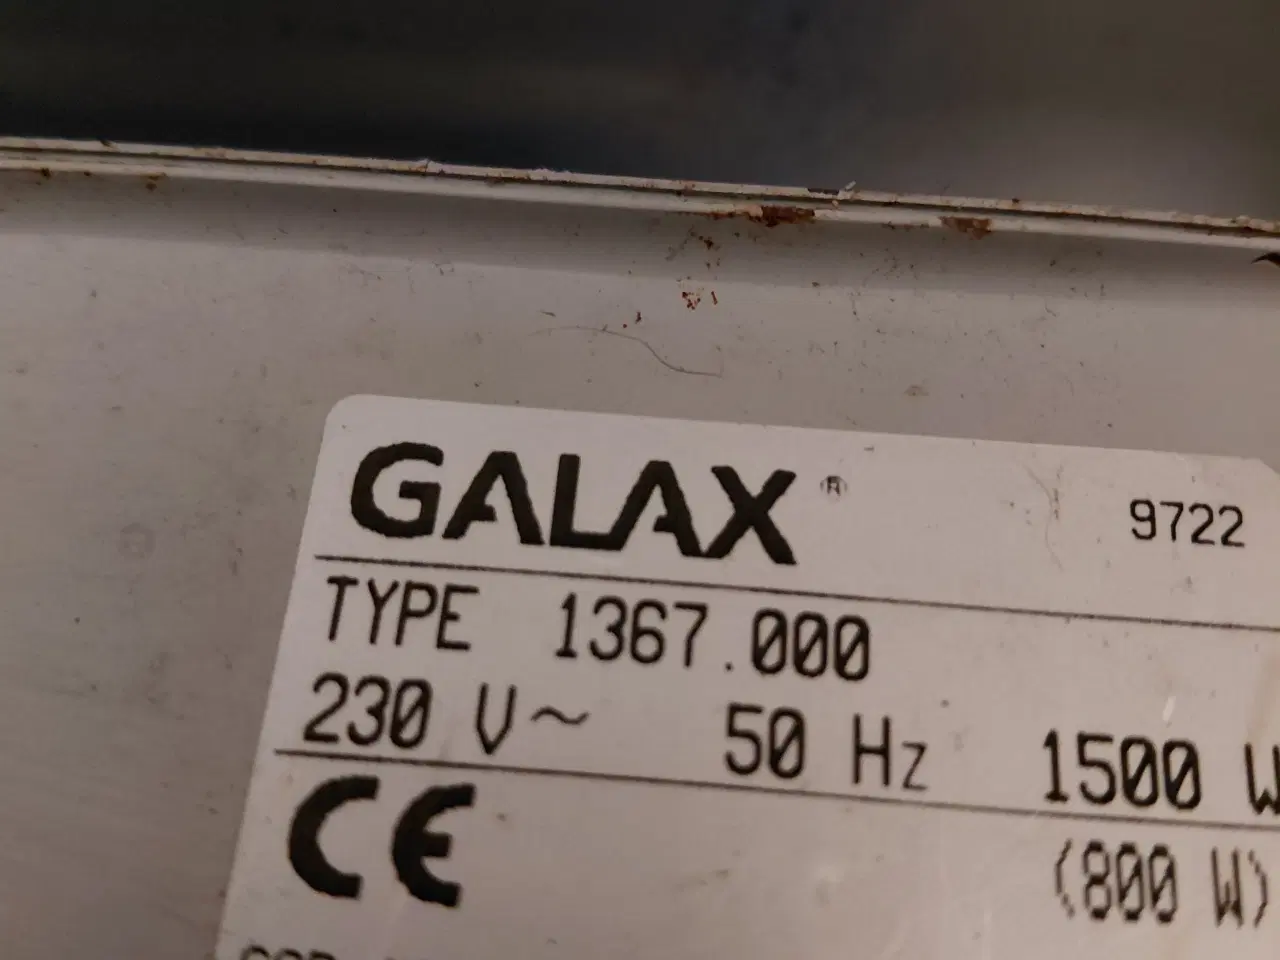 GALAX® 9722
TYPE 1367.000
230 V~ 50 Hz 1500 W
CE
(800 W)